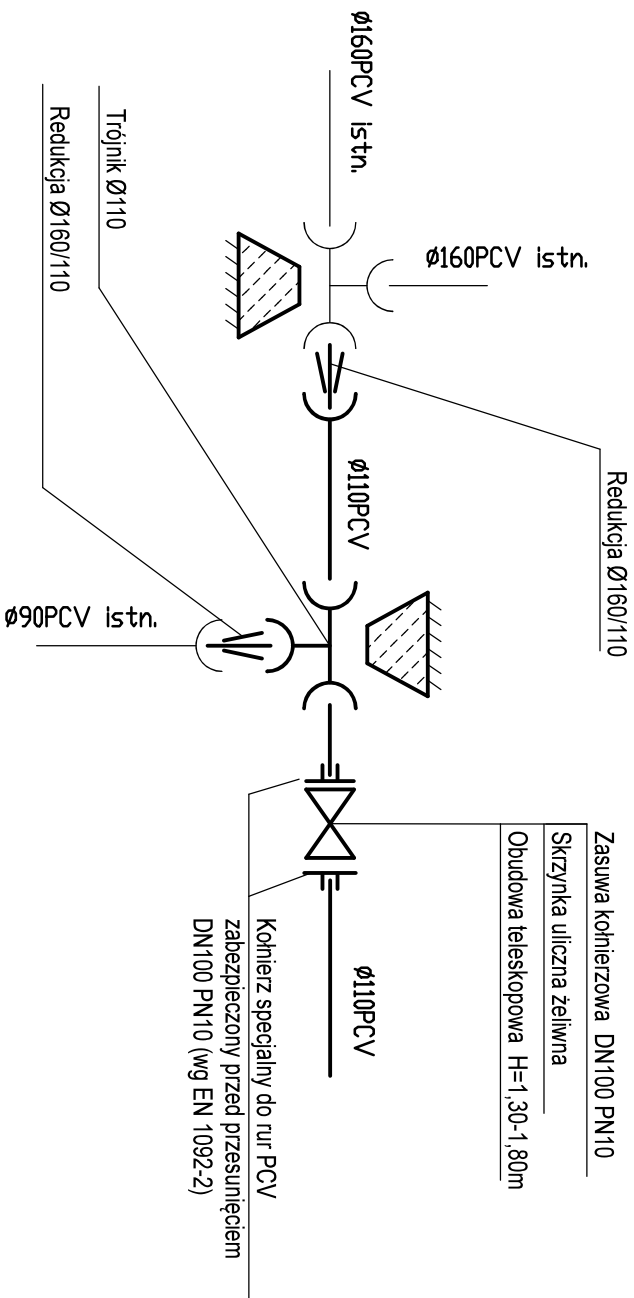 Ø160PCV istn.
Ø160PCV istn.
Redukcja Ø160/110
Ø110PCV
Trójnik Ø110
Redukcja Ø160/110
Ø90PCV istn.
Zasuwa kołnierzowa DN100 PN10
Skrzynka uliczna żeliwna
Obudowa teleskopowa H=1,30-1,80m
Ø110PCV
Kołnierz specjalny do rur PCV
zabezpieczony przed przesunięciem
DN100 PN10 (wg EN 1092-2)